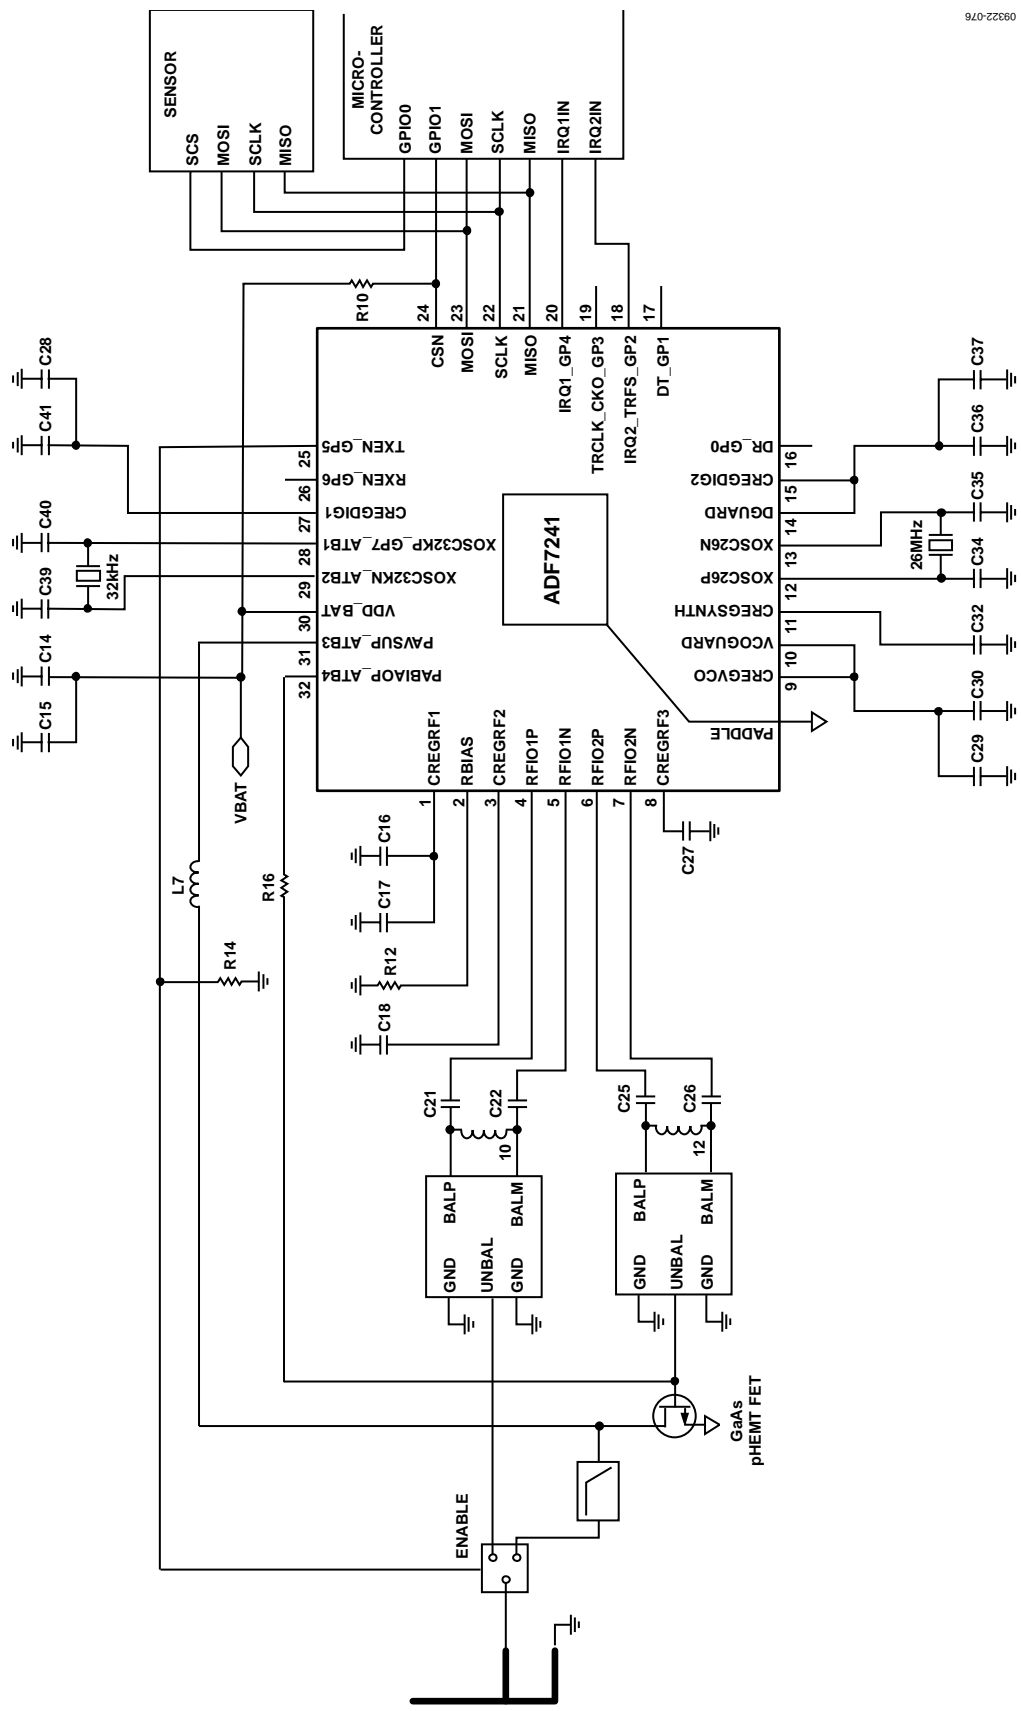 09322-076
SENSOR
SCS
MOSI
SCLK
MISO
MICRO-
CONTROLLER
GPIO0
GPIO1
MOSI
SCLK
MISO
IRQ1IN
IRQ2IN
R10
24
23
22
21
20
19
18
17
CSN
MOSI
SCLK
MISO
IRQ1_GP4
TRCLK_CKO_GP3
IRQ2_TRFS_GP2
DT_GP1
C28
C41
C40
32kHz
C39
C14
C15
VBAT
25
26
27
28
29
30
31
32
TXEN_GP5
RXEN_GP6
CREGDIG1
XOSC32KP_GP7_ATB1
XOSC32KN_ATB2
VDD_BAT
PAVSUP_ATB3
PABIAOP_ATB4
ADF7241
DR_GP0
CREGDIG2
DGUARD
XOSC26N
XOSC26P
CREGSYNTH
VCOGUARD
CREGVCO
PADDLE
16
15
14
13
12
11
10
9
C37
C36
C35
26MHz
C34
C32
C30
C29
CREGRF1
RBIAS
CREGRF2
RFIO1P
RFIO1N
RFIO2P
RFIO2N
CREGRF3
1
2
3
4
5
6
7
8
L7
R16
R14
C16
C17
R12
C18
C27
C21
C22
10
C25
C26
12
BALP
BALM
GND
UNBAL
GND
BALP
BALM
GND
UNBAL
GND
GaAs
pHEMT FET
ENABLE